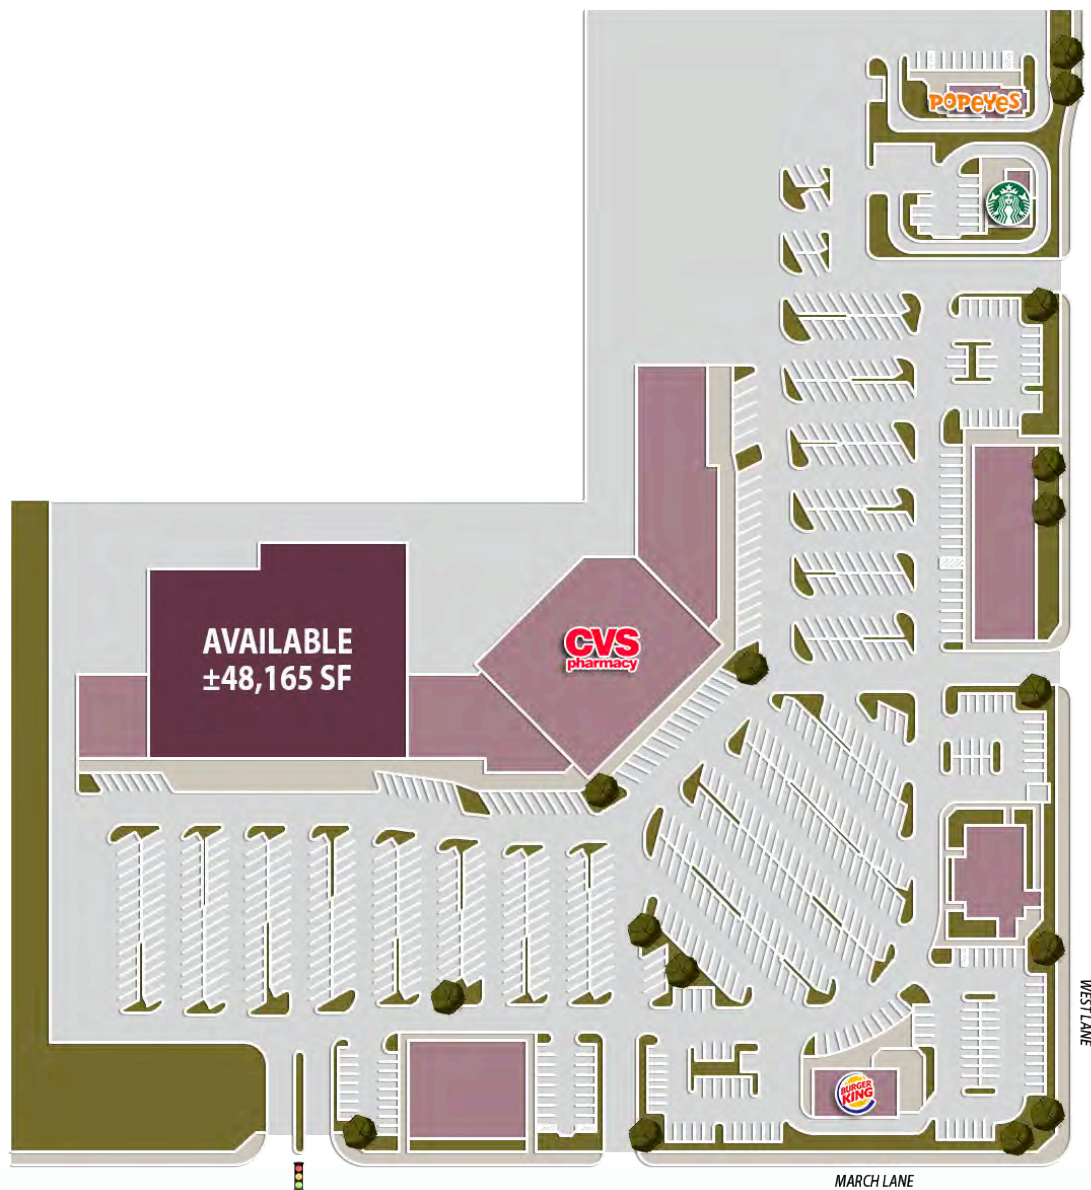 POPEYES
CVS
pharmacy
AVAILABLE
±48,165 SF
WEST LANE
BURGER
KING
MARCH LANE